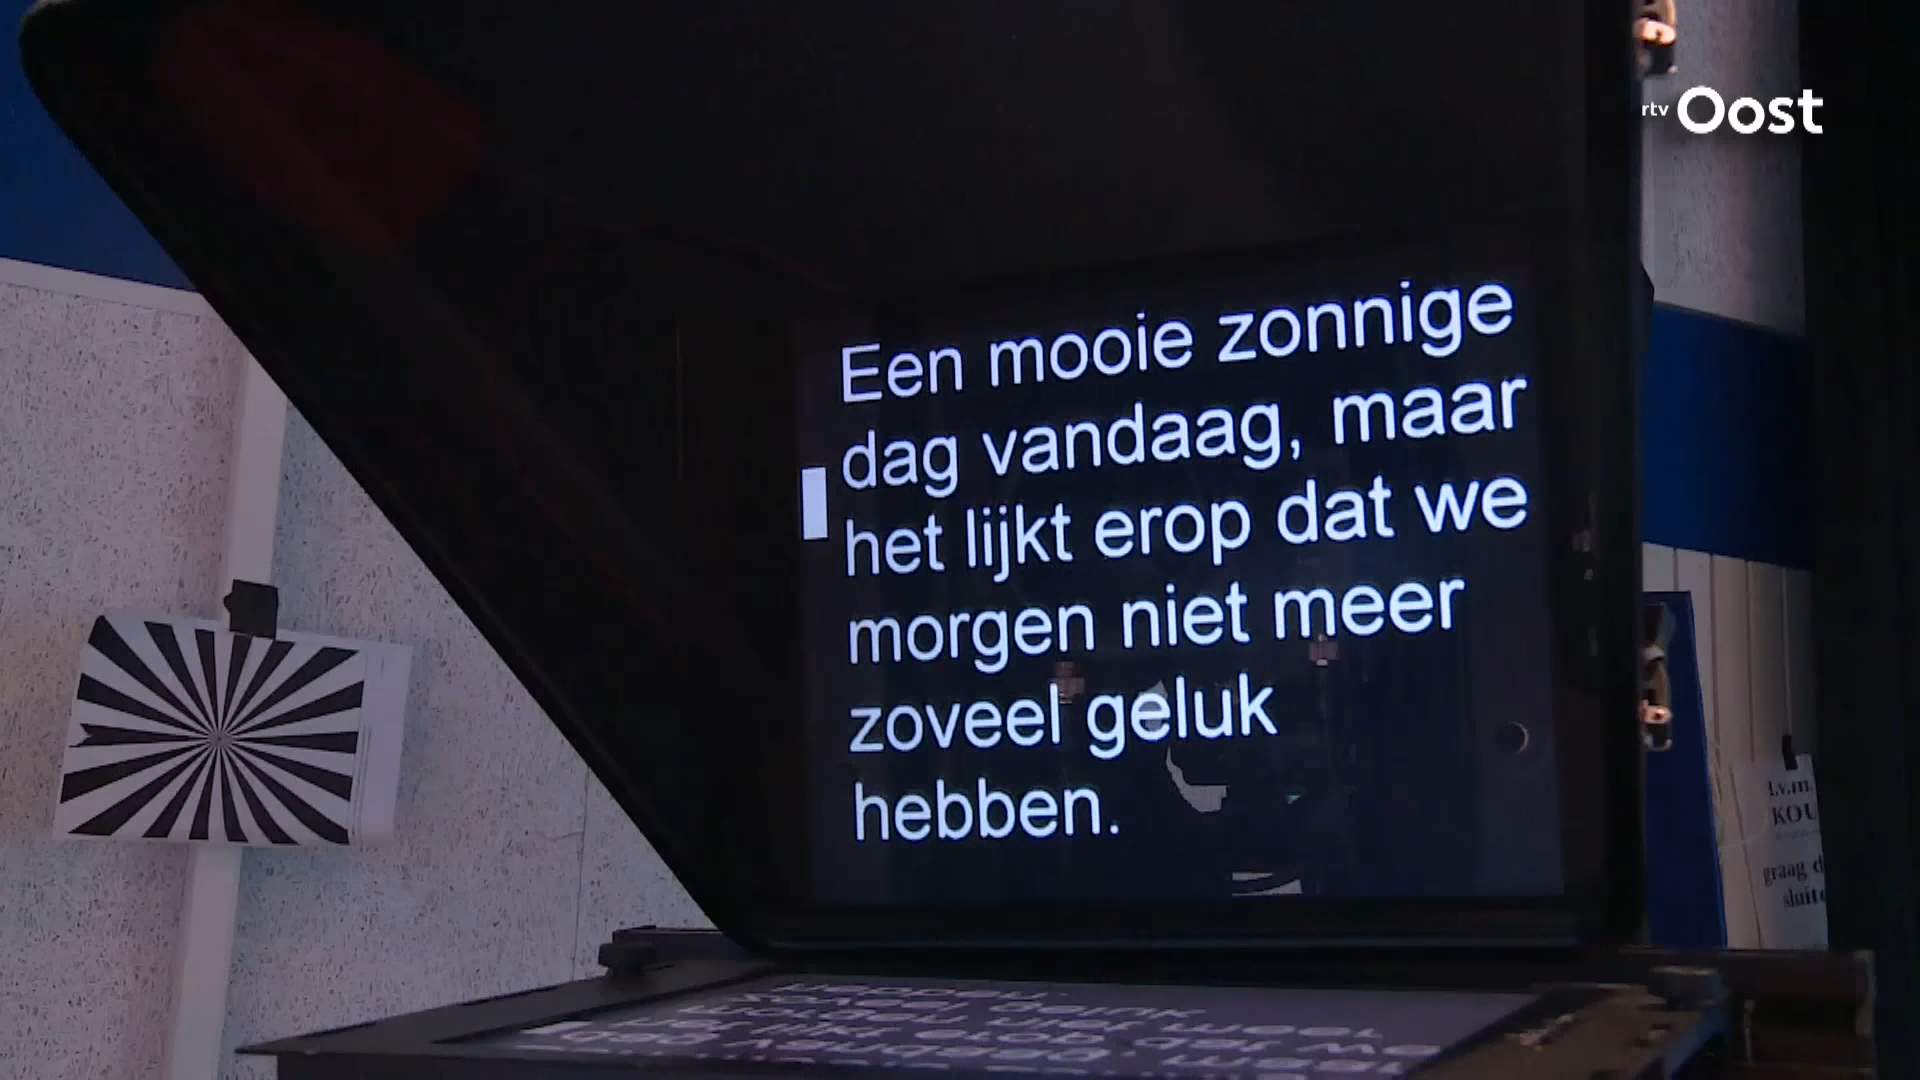 rtv Oost
Een mooie zonnige
dag vandaag, maar
het lijkt erop dat we
morgen niet meer
zoveel geluk
hebben.
i.v.m.
graag